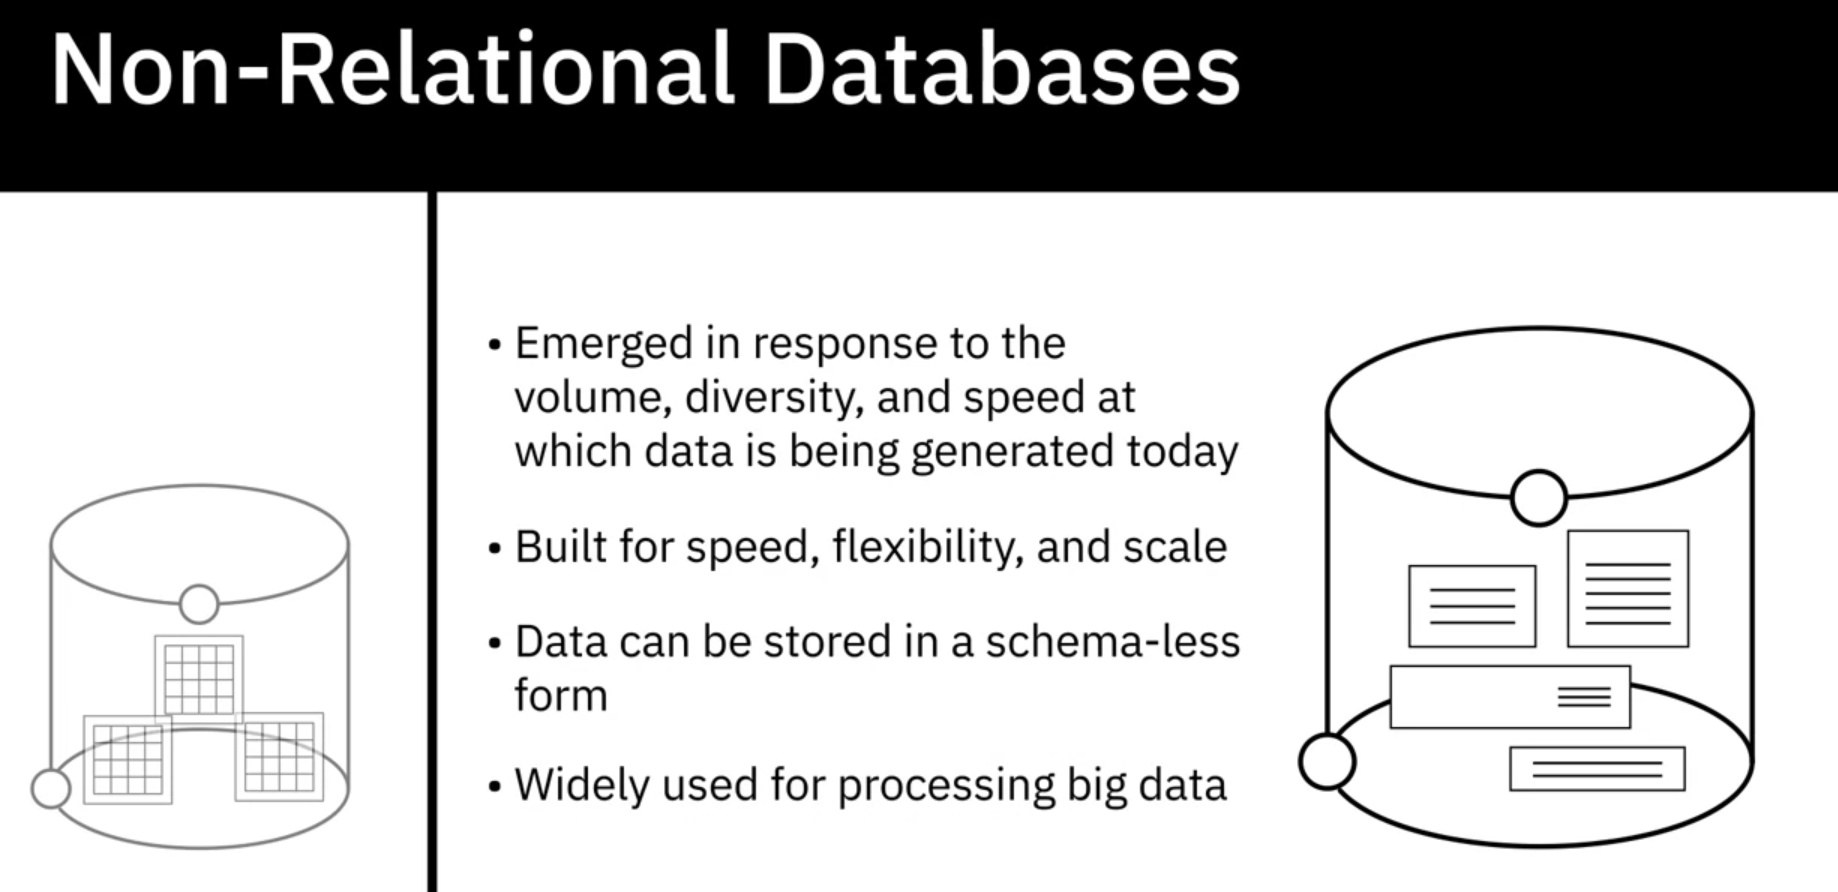 Non-Relational Databases
• Emerged in response to the
volume, diversity, and speed at
which data is being generated today
• Built for speed, flexibility, and scale
• Data can be stored in a schema-less
form
• Widely used for processing big data